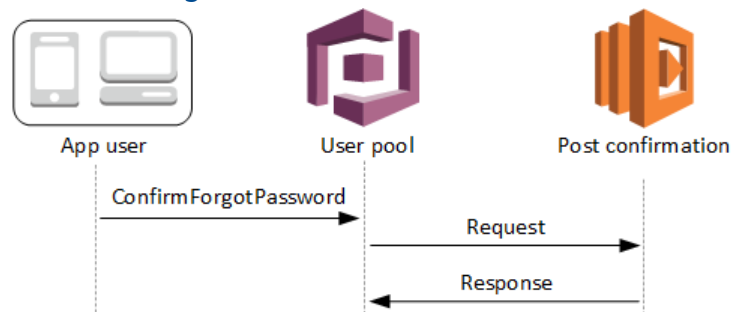 App user
User pool
Post confirmation
ConfirmForgotPassword
Request
Response